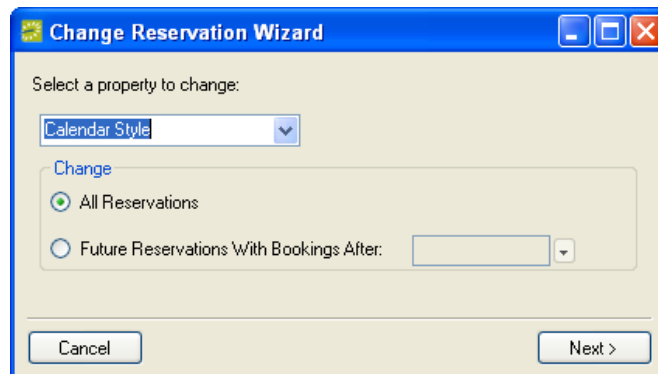 Change Reservation Wizard
Select a property to change:
Calendar Style
Change
All Reservations
Future Reservations With Bookings After:
Cancel
Next >